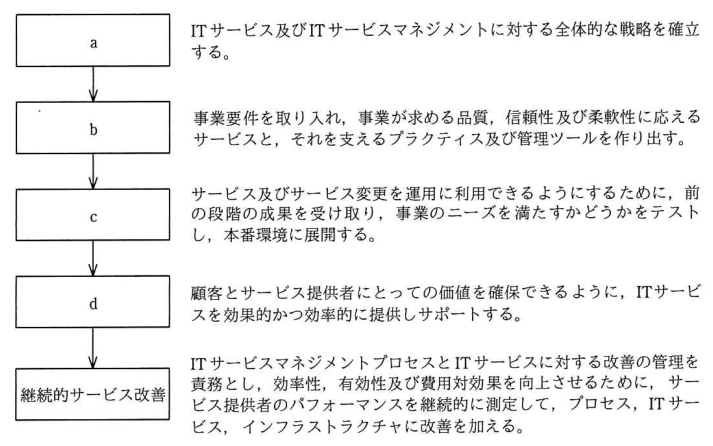 a
ITサービス及びITサービスマネジメントに対する全体的な戦略を確立
する。
b
事業要件を取り入れ，事業が求める品質，信頼性及び柔軟性に応える
サービスと，それを支えるプラクティス及び管理ツールを作り出す。
c
サービス及びサービス変更を運用に利用できるようにするために，前
の段階の成果を受け取り，事業のニーズを満たすかどうかをテスト
し，本番環境に展開する。
d
顧客とサービス提供者にとっての価値を確保できるように，ITサービ
スを効果的かつ効率的に提供しサポートする。
継続的サービス改善
ITサービスマネジメントプロセスとITサービスに対する改善の管理を
責務とし，効率性，有効性及び費用対効果を向上させるために，サー
ビス提供者のパフォーマンスを継続的に測定して，プロセス，ITサー
ビス，インフラストラクチャに改善を加える。